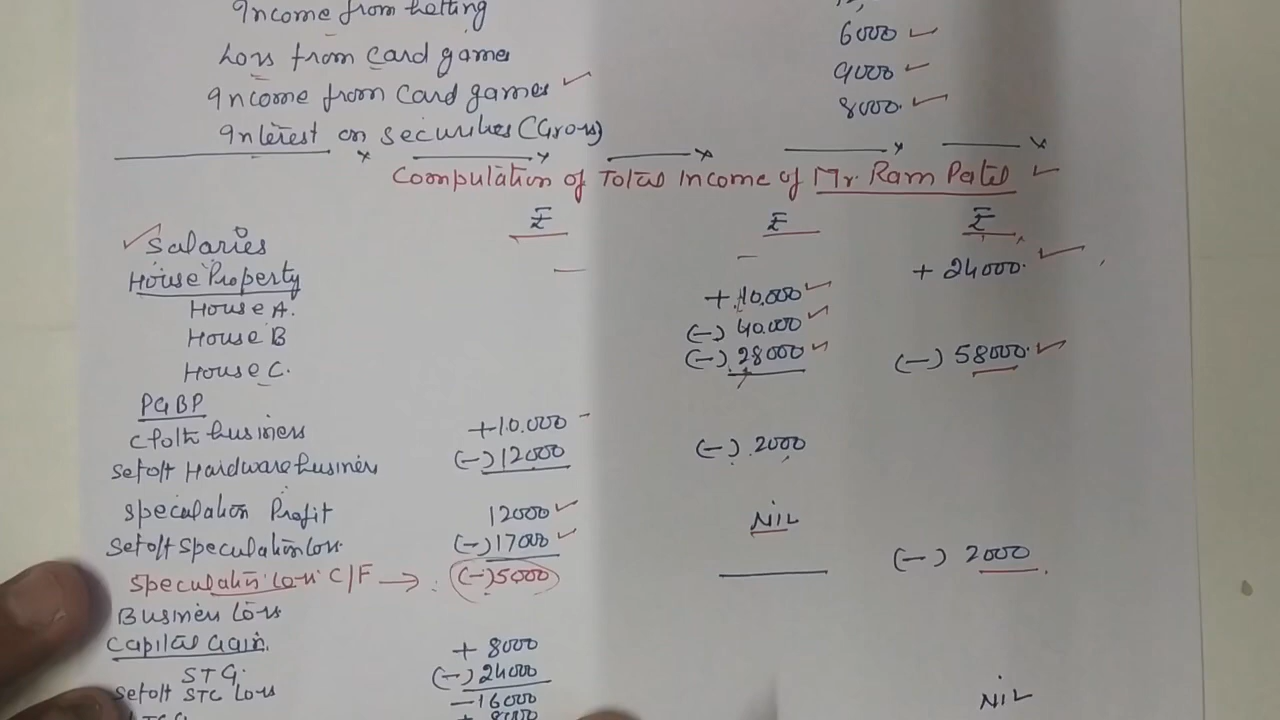 Income from betting
Loss from card game 6000
Income from card games 9000
Interest on securities (Gross) 8000.
Computation of Total Income of Mr. Ram Patel
₹ ₹ ₹
Salaries — — + 24000.
House Property
House A. + 10.000
House B (-) 40.000
House C. (-) 28000 (-) 58000.
PGBP
Cloth business +10.000
Setoff Hardware business (-) 12000 (-) 2000
Speculation Profit 12000
Setoff Speculation loss. (-) 17000 NIL
Speculation loss C/F → (-) 5000
Business Loss (-) 2000
Capital Gain.
STG. + 8000
Setoff STC Loss (-) 24000
-16000 NIL